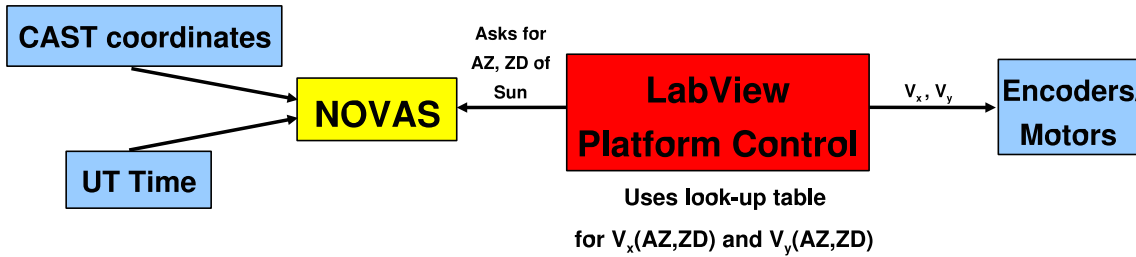 CAST coordinates
UT Time
NOVAS
Asks for
AZ, ZD of
Sun
LabView
Platform Control
Uses look-up table
for Vx(AZ,ZD) and Vy(AZ,ZD)
Vx , Vy
Encoders/
Motors